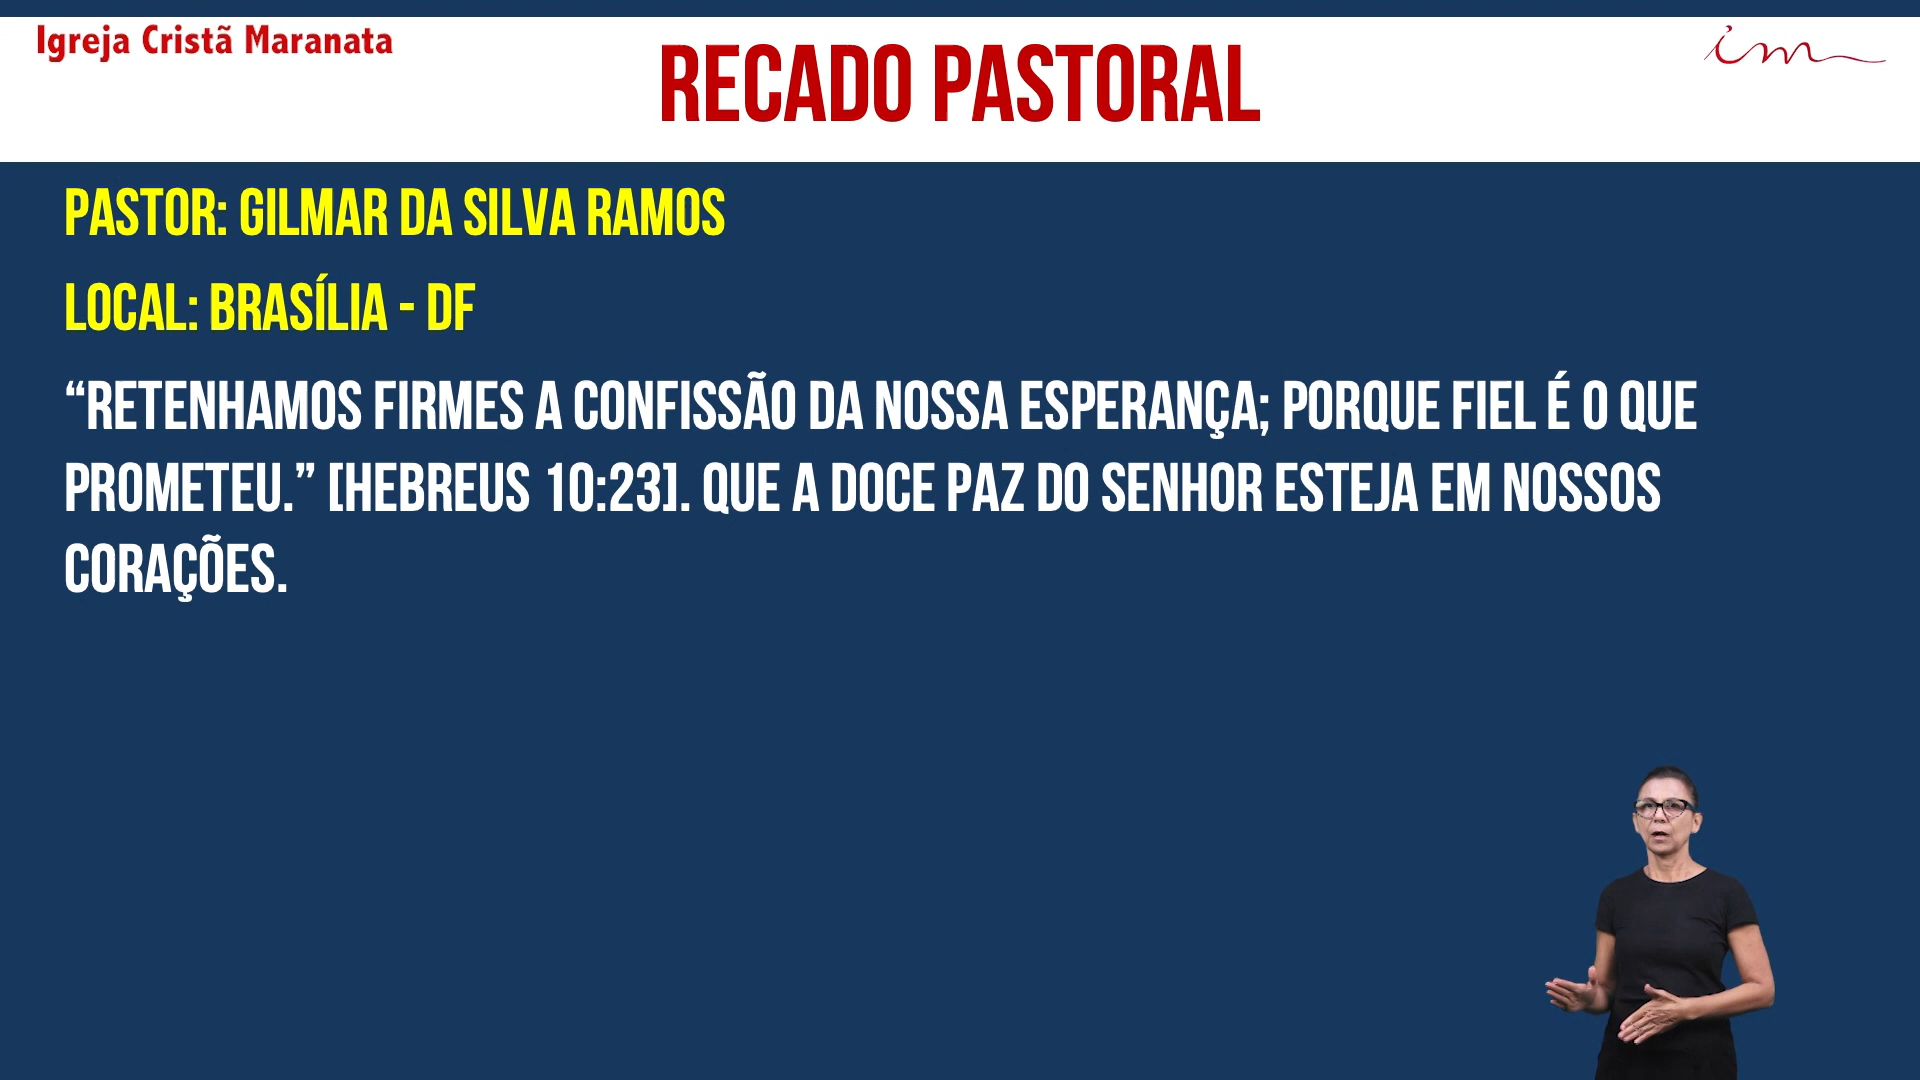 Igreja Cristã Maranata
im
RECADO PASTORAL
PASTOR: GILMAR DA SILVA RAMOS
LOCAL: BRASÍLIA - DF
“RETENHAMOS FIRMES A CONFISSÃO DA NOSSA ESPERANÇA; PORQUE FIEL É O QUE
PROMETEU.” [HEBREUS 10:23]. QUE A DOCE PAZ DO SENHOR ESTEJA EM NOSSOS
CORAÇÕES.